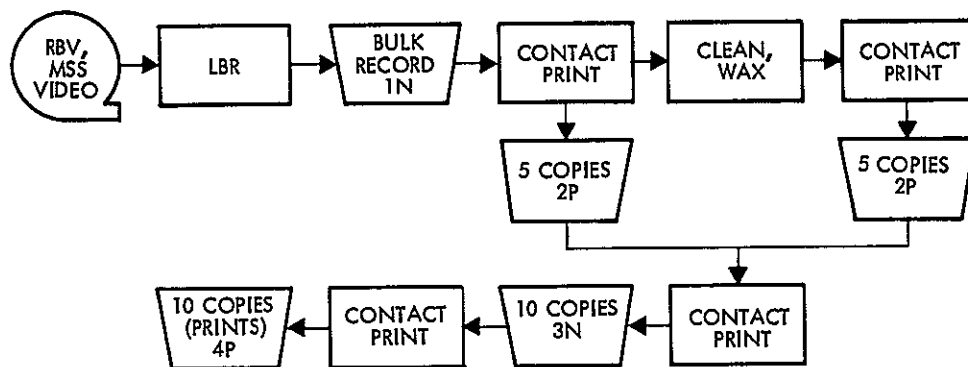 RBV,
MSS
VIDEO
LBR
BULK
RECORD
1N
CONTACT
PRINT
CLEAN,
WAX
CONTACT
PRINT
5 COPIES
2P
5 COPIES
2P
10 COPIES
(PRINTS)
4P
CONTACT
PRINT
10 COPIES
3N
CONTACT
PRINT